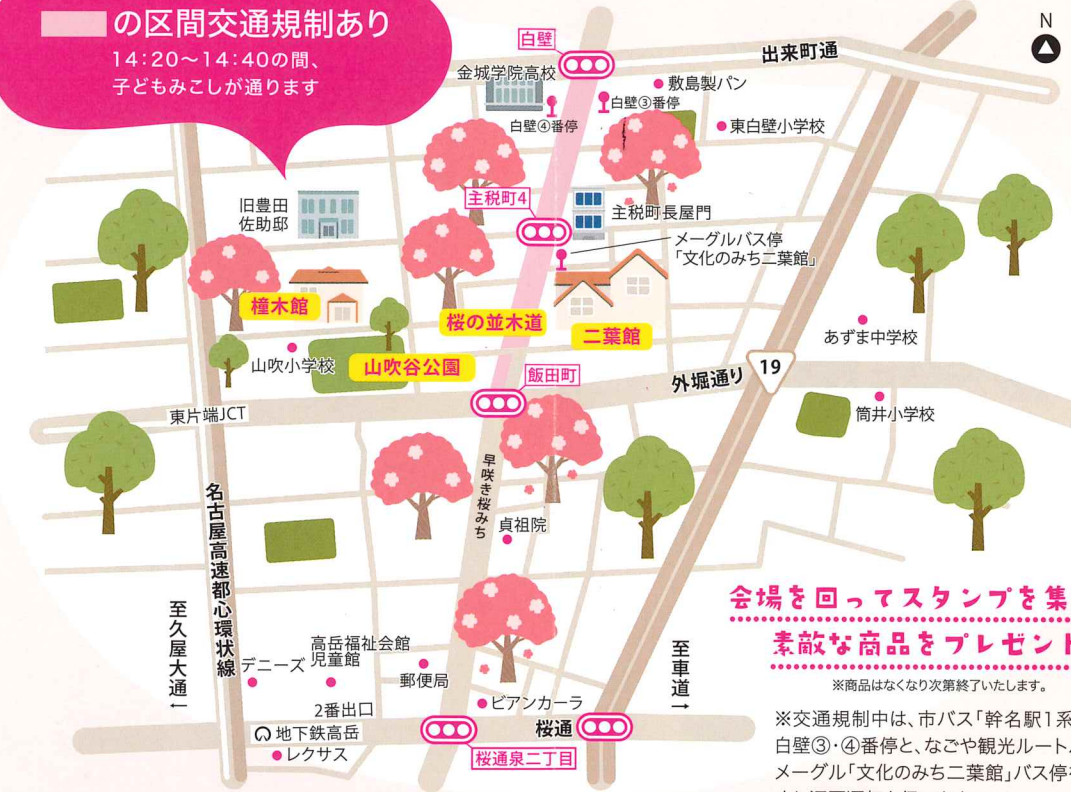 の区間交通規制あり
14:20〜14:40の間、
子どもみこしが通ります
N
白壁
出来町通
金城学院高校
敷島製パン
白壁③番停
白壁④番停
東白壁小学校
主税町4
旧豊田
佐助邸
主税町長屋門
メーグルバス停
「文化のみち二葉館」
橦木館
桜の並木道
二葉館
あずま中学校
山吹小学校
山吹谷公園
飯田町
外堀通り
19
東片端JCT
筒井小学校
早咲き桜みち
名古屋高速都心環状線
貞祖院
会場を回ってスタンプを集
素敵な商品をプレゼント
※商品はなくなり次第終了いたします。
至久屋大通←
高岳福祉会館
児童館
デニーズ
郵便局
至車道→
2番出口
ビアンカーラ
地下鉄高岳
桜通
レクサス
桜通泉二丁目
※交通規制中は、市バス「幹名駅1系
白壁③・④番停と、なごや観光ルート
メーグル「文化のみち二葉館」バス停を